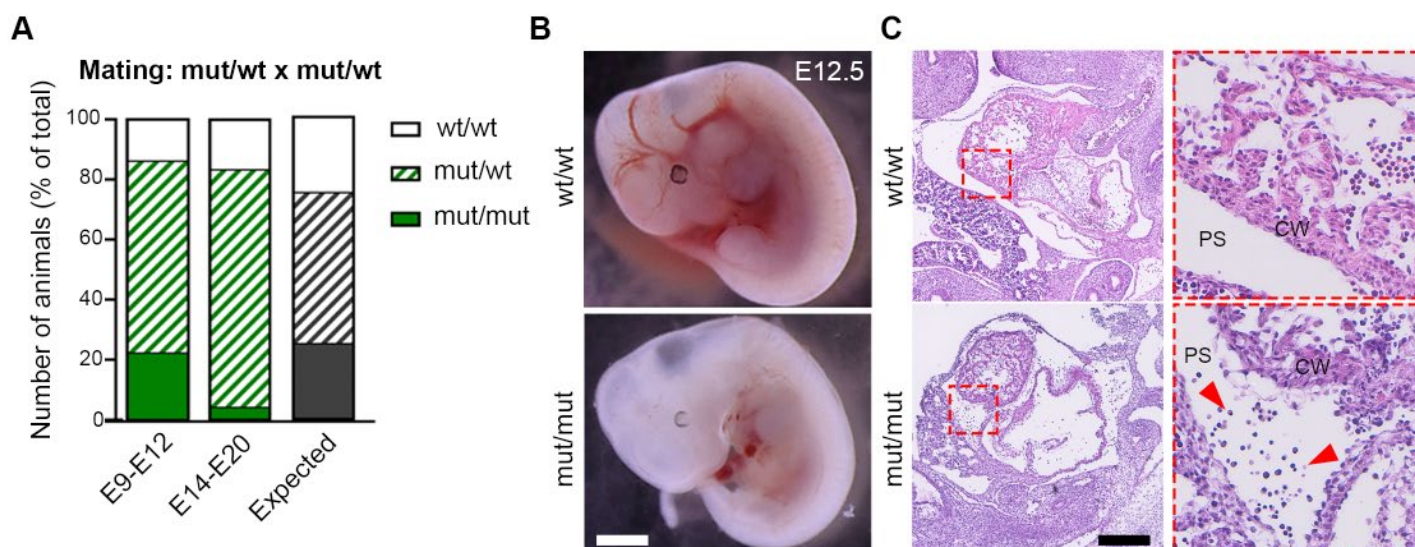 A
Mating: mut/wt x mut/wt
Number of animals (% of total)
100
80
60
40
20
0
E9-E12
E14-E20
Expected
wt/wt
mut/wt
mut/mut
B
E12.5
wt/wt
mut/mut
C
wt/wt
mut/mut
PS
CW
PS
CW